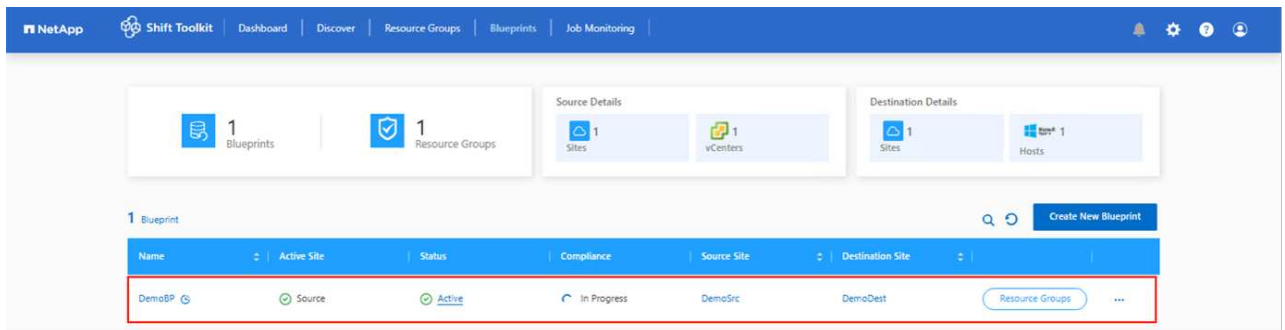 NetApp
Shift Toolkit
Dashboard
Discover
Resource Groups
Blueprints
Job Monitoring
1
Blueprints
1
Resource Groups
Source Details
1
Sites
1
vCenters
Destination Details
1
Sites
1
Hosts
1 Blueprint
Create New Blueprint
Name
Active Site
Status
Compliance
Source Site
Destination Site
DemoBP
Source
Active
In Progress
DemoSrc
DemoDest
Resource Groups